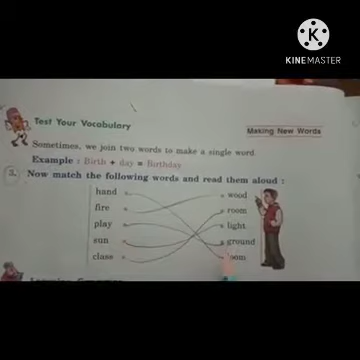 K
KINEMASTER
Test Your Vocabulary
Making New Words
Sometimes, we join two words to make a single word.
Example : Birth + day = Birthday
3. Now match the following words and read them aloud :
hand wood
fire room
play light
sun ground
class loom